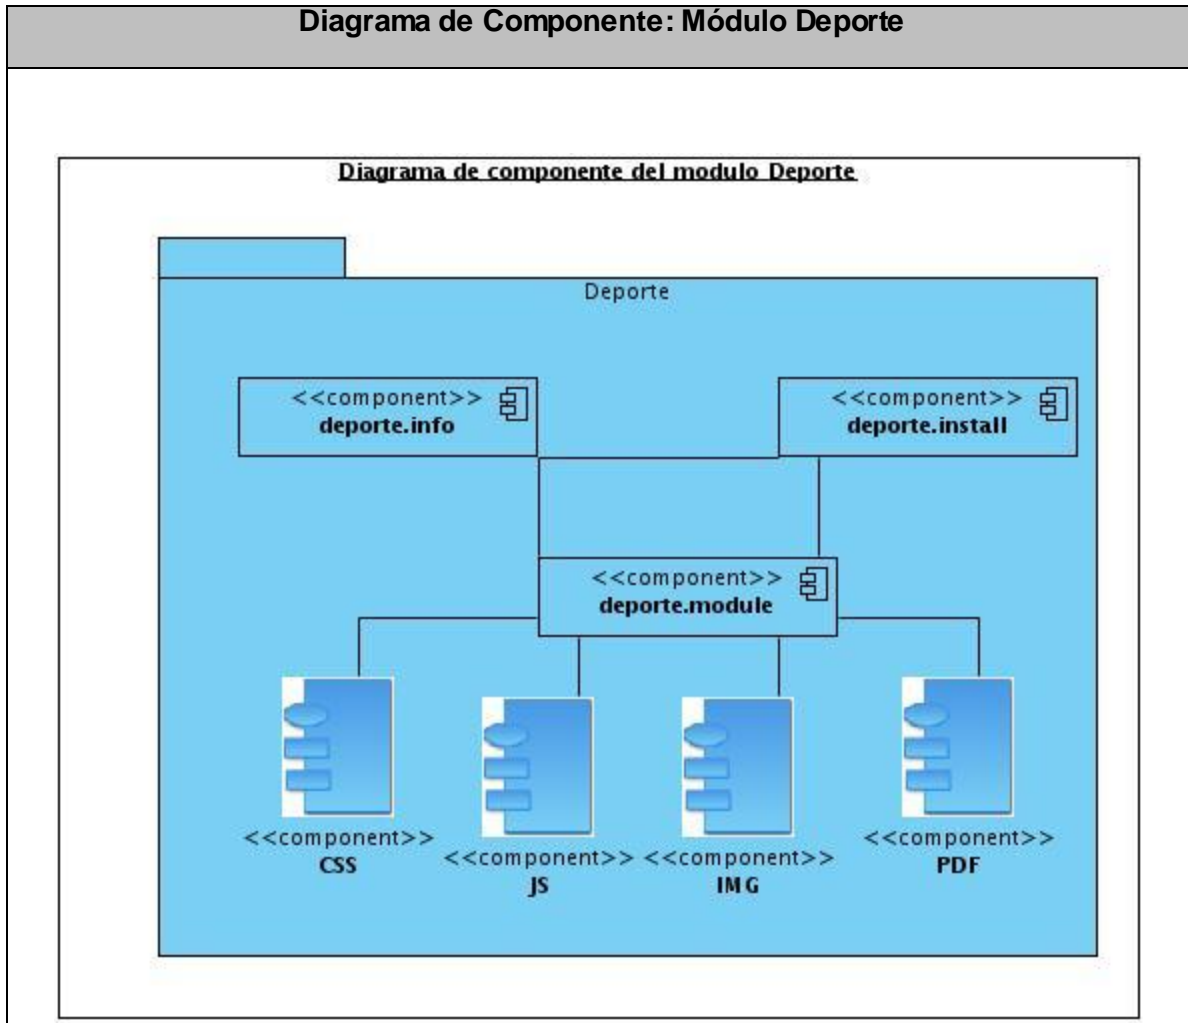 Diagrama de Componente: Módulo Deporte
Diagrama de componente del modulo Deporte
Deporte
<<component>>
deporte.info
<<component>>
deporte.install
<<component>>
deporte.module
<<component>>
CSS
<<component>>
JS
<<component>>
IMG
<<component>>
PDF